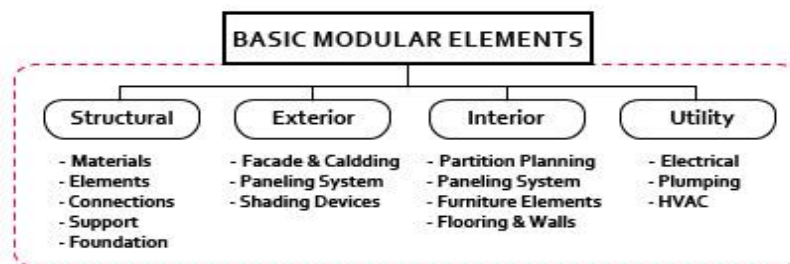 BASIC MODULAR ELEMENTS
Structural
- Materials
- Elements
- Connections
- Support
- Foundation
Exterior
- Facade & Caldding
- Paneling System
- Shading Devices
Interior
- Partition Planning
- Paneling System
- Furniture Elements
- Flooring & Walls
Utility
- Electrical
- Plumping
- HVAC